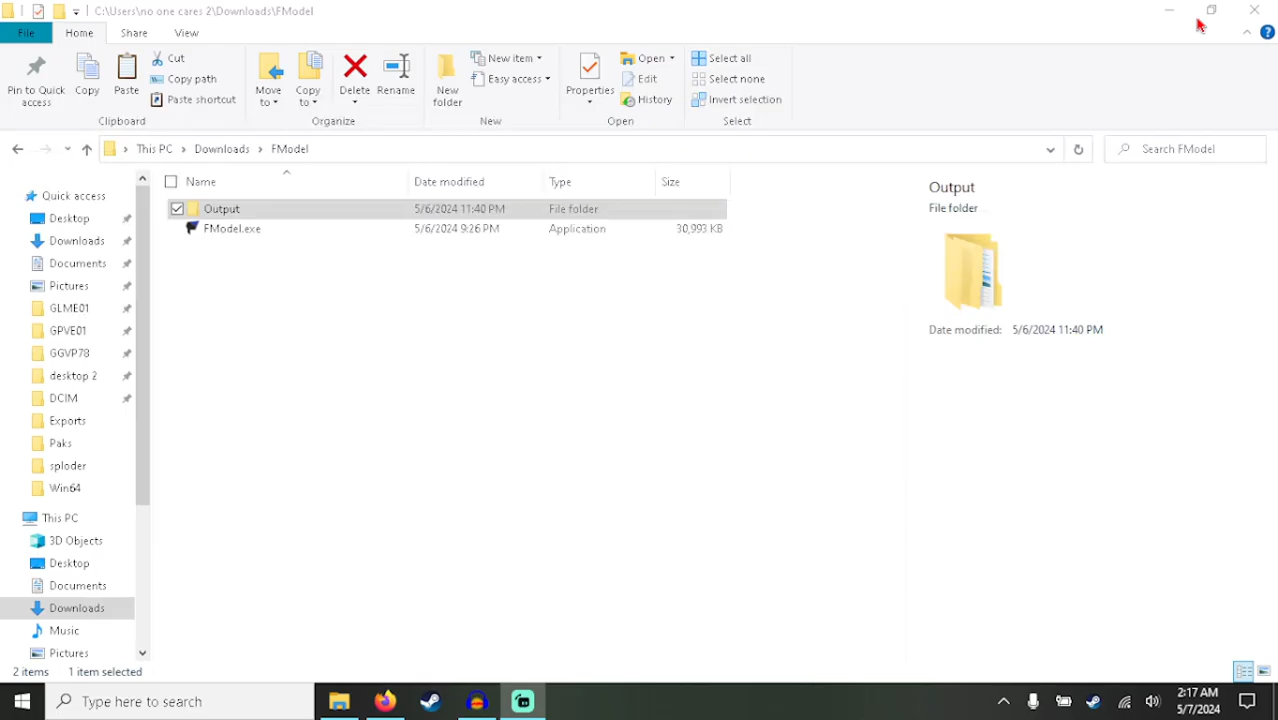 C:\Users\no one cares 2\Downloads\FModel
File Home Share View
Pin to Quick access
Copy
Paste
Cut
Copy path
Paste shortcut
Clipboard
Move to
Copy to
Delete
Rename
Organize
New folder
New item
Easy access
New
Properties
Open
Edit
History
Open
Select all
Select none
Invert selection
Select
This PC Downloads FModel
Search FModel
Name Date modified Type Size
Output 5/6/2024 11:40 PM File folder
FModel.exe 5/6/2024 9:26 PM Application 30,993 KB
Quick access
Desktop
Downloads
Documents
Pictures
GLME01
GPVE01
GGVP78
desktop 2
DCIM
Exports
Paks
sploder
Win64
This PC
3D Objects
Desktop
Documents
Downloads
Music
Pictures
Output
File folder
Date modified: 5/6/2024 11:40 PM
2 items 1 item selected
Type here to search
2:17 AM
5/7/2024